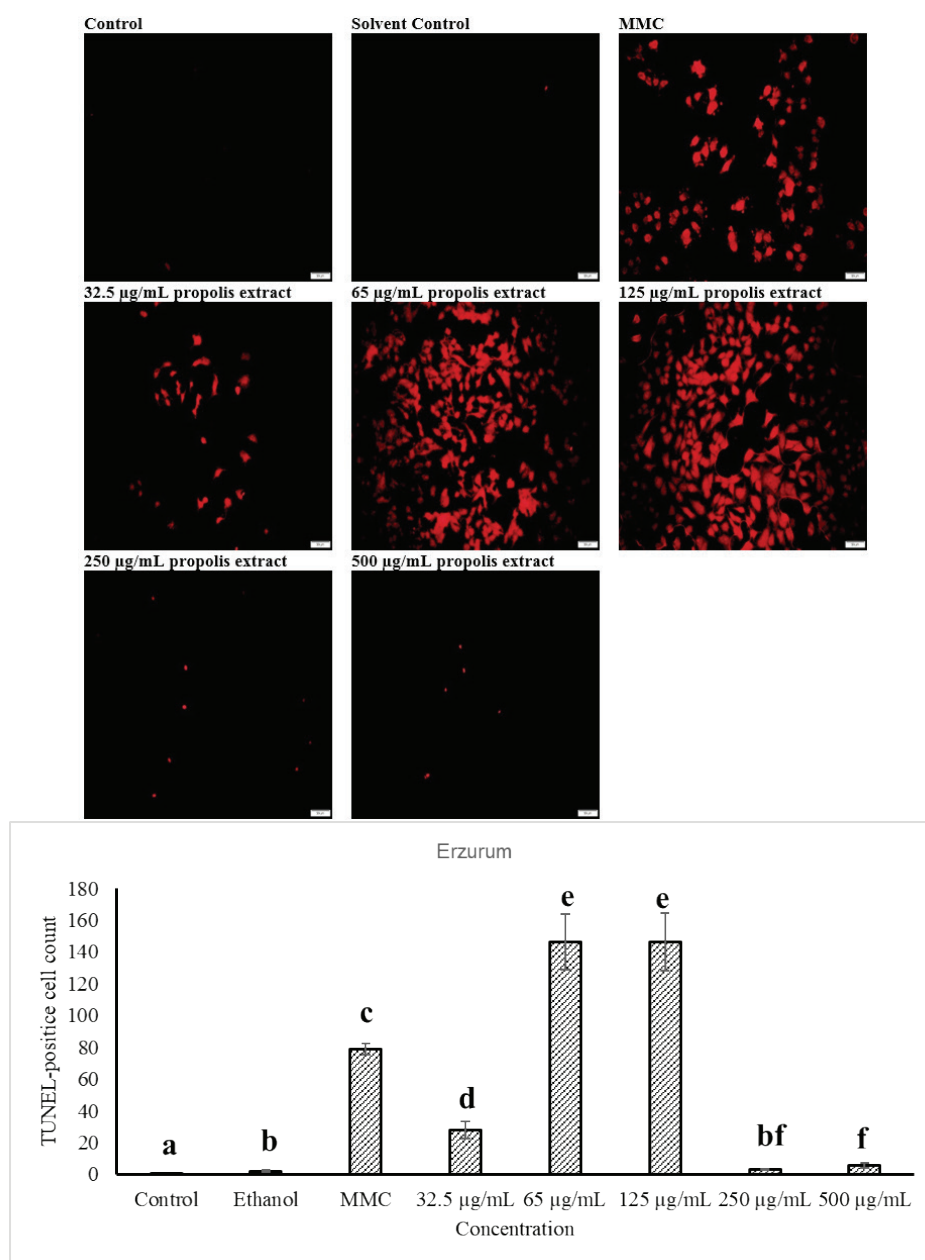 Control Solvent Control MMC
32.5 µg/mL propolis extract 65 µg/mL propolis extract 125 µg/mL propolis extract
250 µg/mL propolis extract 500 µg/mL propolis extract
Erzurum
TUNEL-positice cell count
180
160
140
120
100
80
60
40
20
0
a b c d e e bf f
Control Ethanol MMC 32.5 µg/mL 65 µg/mL 125 µg/mL 250 µg/mL 500 µg/mL
Concentration